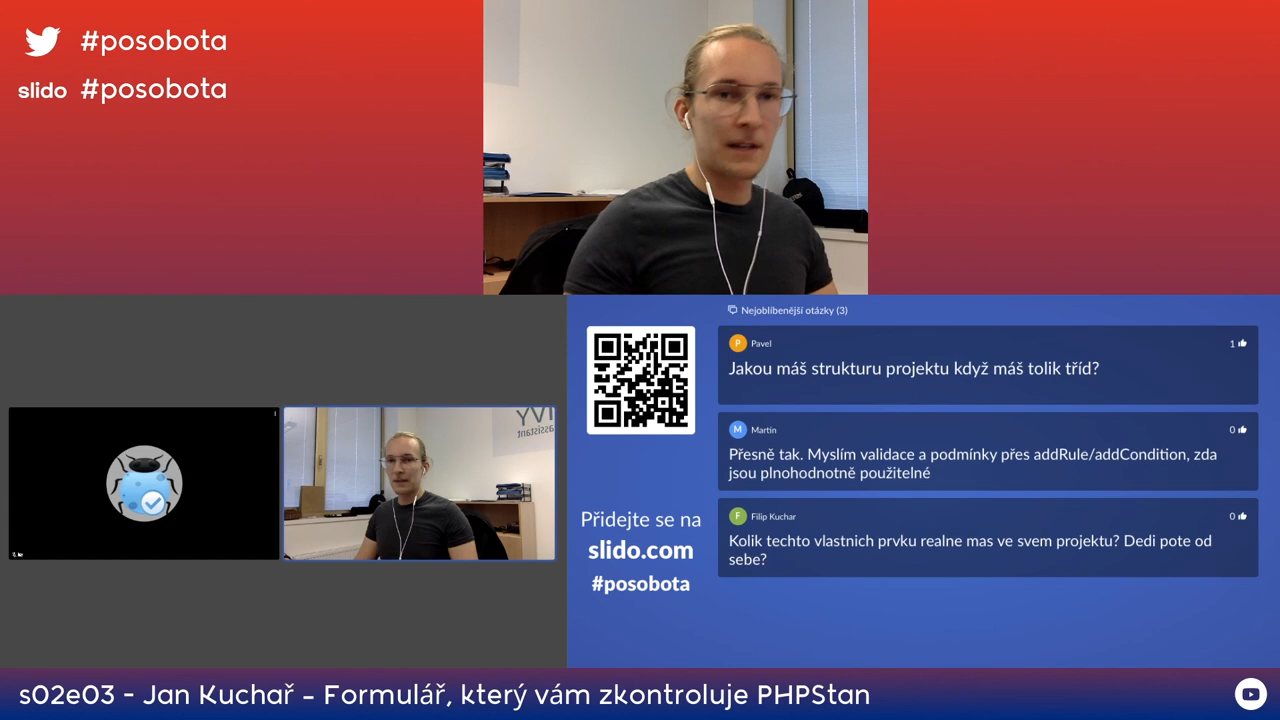 #posobota
slido #posobota
Nejoblíbenější otázky (3)
P Pavel 1
Jakou máš strukturu projektu když máš tolik tříd?
M Martin 0
Přesně tak. Myslím validace a podmínky přes addRule/addCondition, zda
jsou plnohodnotně použitelné
F Filip Kuchar 0
Kolik techto vlastnich prvku realne mas ve svem projektu? Dedi pote od
sebe?
Přidejte se na
slido.com
#posobota
IVY
assistant
s02e03 - Jan Kuchař – Formulář, který vám zkontroluje PHPStan